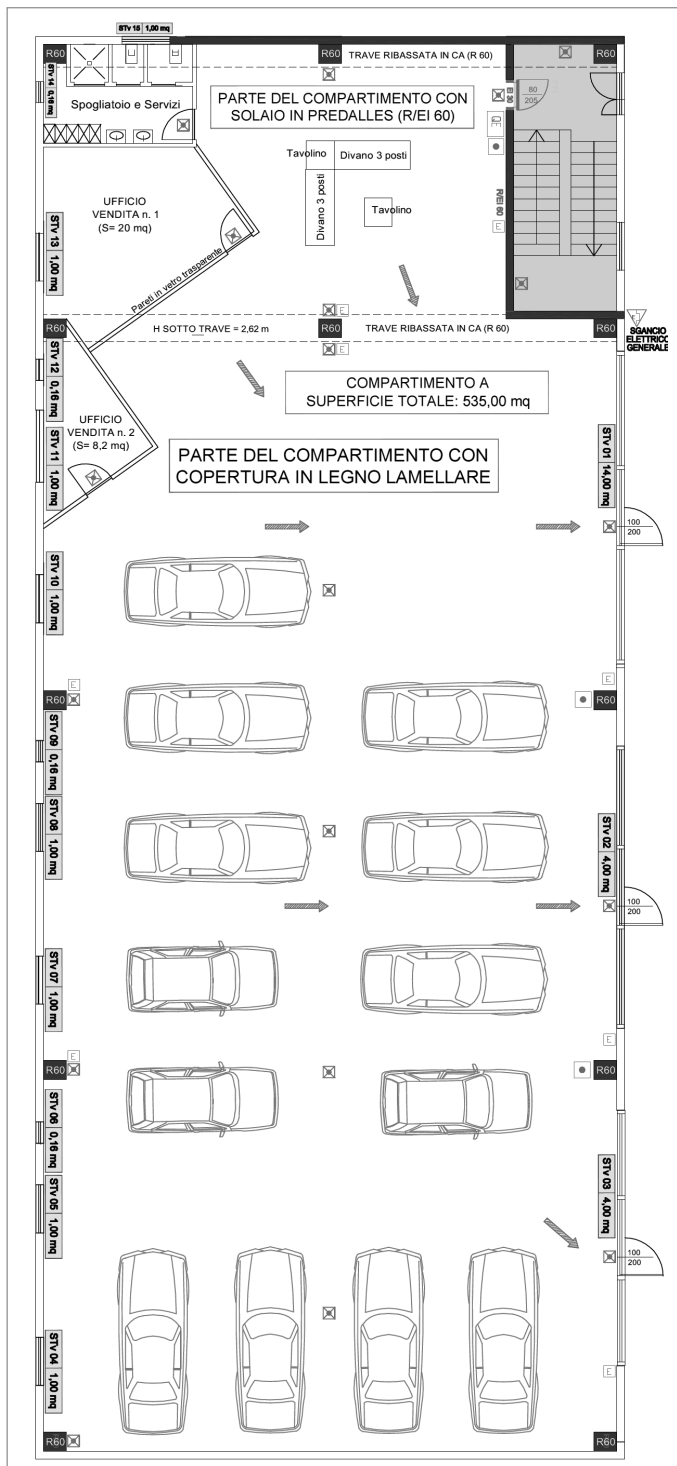 STv 15 1,00 mq
R60
R60
TRAVE RIBASSATA IN CA (R 60)
R60
STv 14 0,16 mq
Spogliatoio e Servizi
PARTE DEL COMPARTIMENTO CON
SOLAIO IN PREDALLES (R/EI 60)
EI 30
80
205
QE
Tavolino
Divano 3 posti
Divano 3 posti
Tavolino
R/EI 60
E
UFFICIO
VENDITA n. 1
(S= 20 mq)
STv 13 1,00 mq
Pareti in vetro trasparente
E
R60
H SOTTO TRAVE = 2,62 m
R60
TRAVE RIBASSATA IN CA (R 60)
R60
SGANCIO
ELETTRICO
GENERALE
E
STv 12 0,16 mq
COMPARTIMENTO A
SUPERFICIE TOTALE: 535,00 mq
UFFICIO
VENDITA n. 2
(S= 8,2 mq)
STv 11 1,00 mq
PARTE DEL COMPARTIMENTO CON
COPERTURA IN LEGNO LAMELLARE
STv 01 14,00 mq
100
200
STv 10 1,00 mq
E
E
R60
R60
STv 09 0,16 mq
STv 08 1,00 mq
STv 02 4,00 mq
100
200
STv 07 1,00 mq
E
E
R60
R60
STv 06 0,16 mq
STv 05 1,00 mq
STv 03 4,00 mq
100
200
STv 04 1,00 mq
E
R60
R60